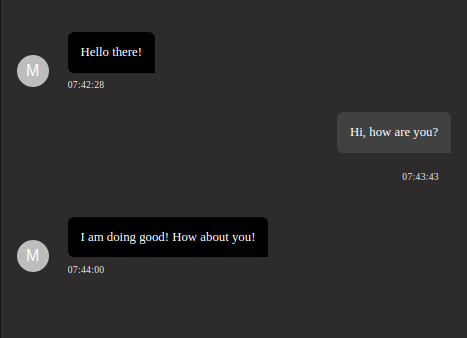 Hello there!
M
07:42:28
Hi, how are you?
07:43:43
I am doing good! How about you!
M
07:44:00